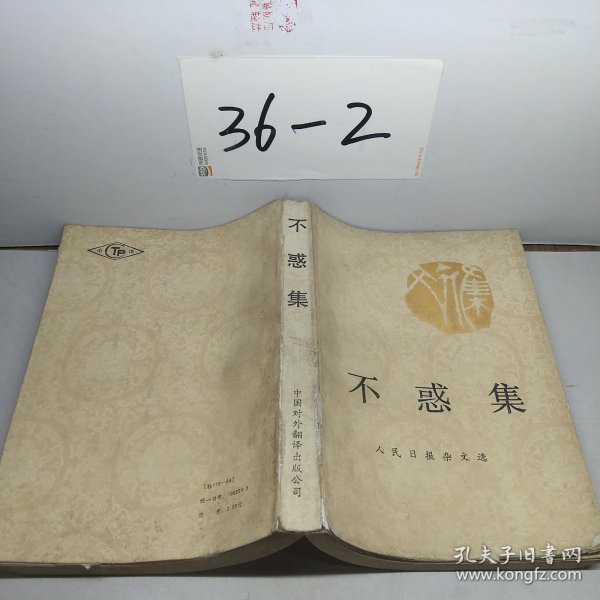 36-2
不惑集
中国对外翻译出版公司
TP
不惑集
人民日报杂文选
孔夫子旧书网
www.kongfz.com